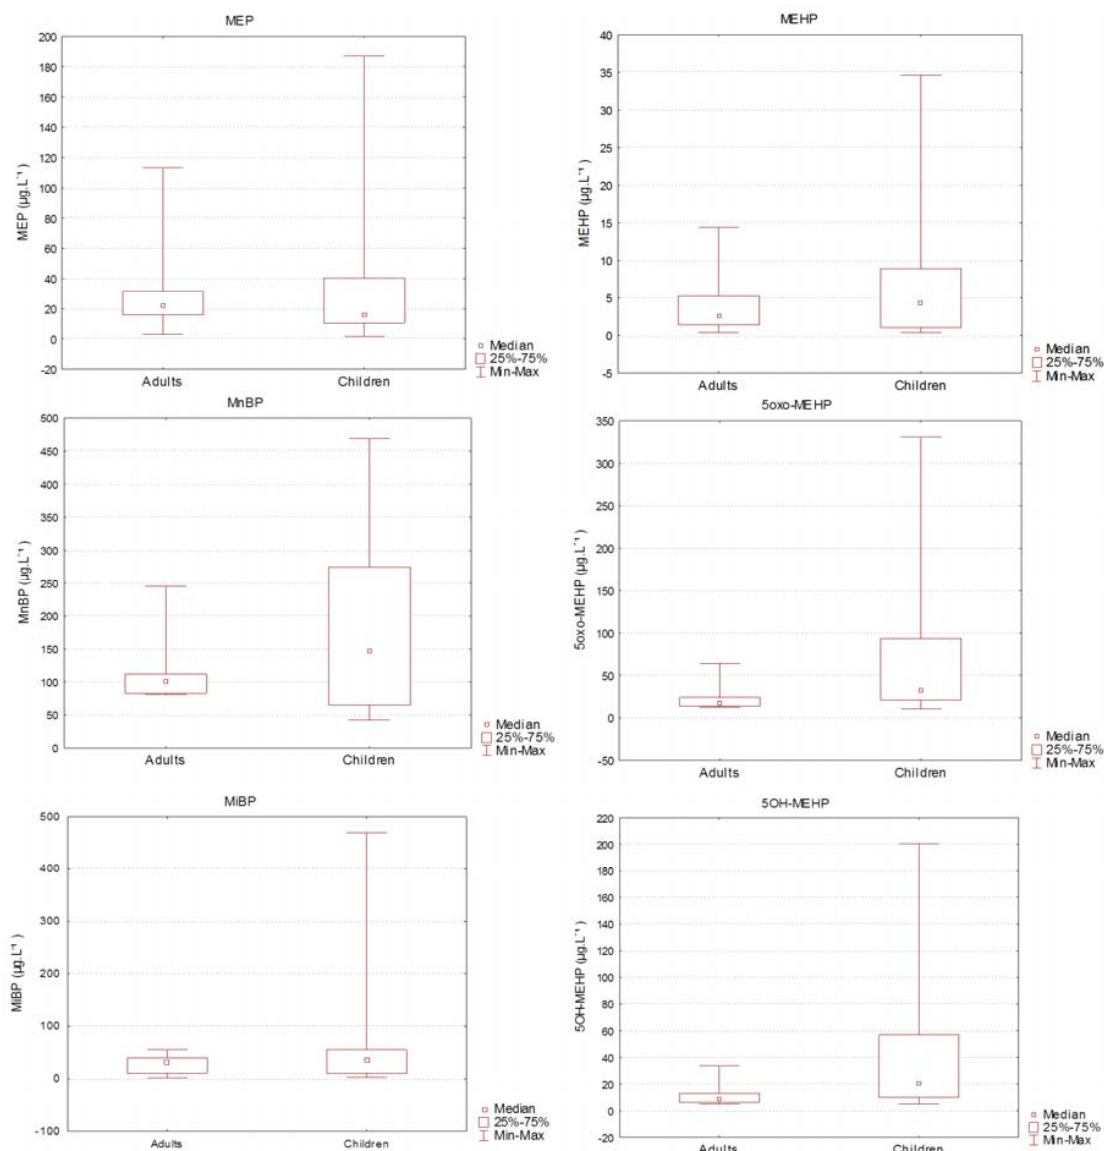 MEP
200
180
160
140
120
100
80
60
40
20
0
-20
MEP (µg.L⁻¹)
Adults
Children
Median
25%-75%
Min-Max
MEHP
40
35
30
25
20
15
10
5
0
-5
MEHP (µg.L⁻¹)
Adults
Children
Median
25%-75%
Min-Max
MnBP
500
450
400
350
300
250
200
150
100
50
0
MnBP (µg.L⁻¹)
Adults
Children
Median
25%-75%
Min-Max
5oxo-MEHP
350
300
250
200
150
100
50
0
-50
5oxo-MEHP (µg.L⁻¹)
Adults
Children
Median
25%-75%
Min-Max
MiBP
500
400
300
200
100
0
-100
MiBP (µg.L⁻¹)
Adults
Children
Median
25%-75%
Min-Max
5OH-MEHP
220
200
180
160
140
120
100
80
60
40
20
0
-20
5OH-MEHP (µg.L⁻¹)
Adults
Children
Median
25%-75%
Min-Max